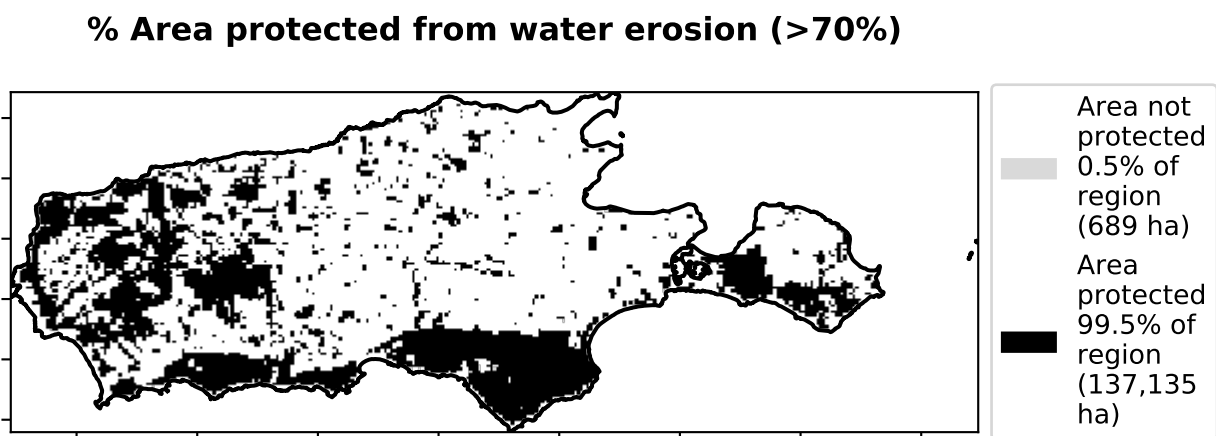 % Area protected from water erosion (>70%)
Area not
protected
0.5% of
region
(689 ha)
Area
protected
99.5% of
region
(137,135
ha)